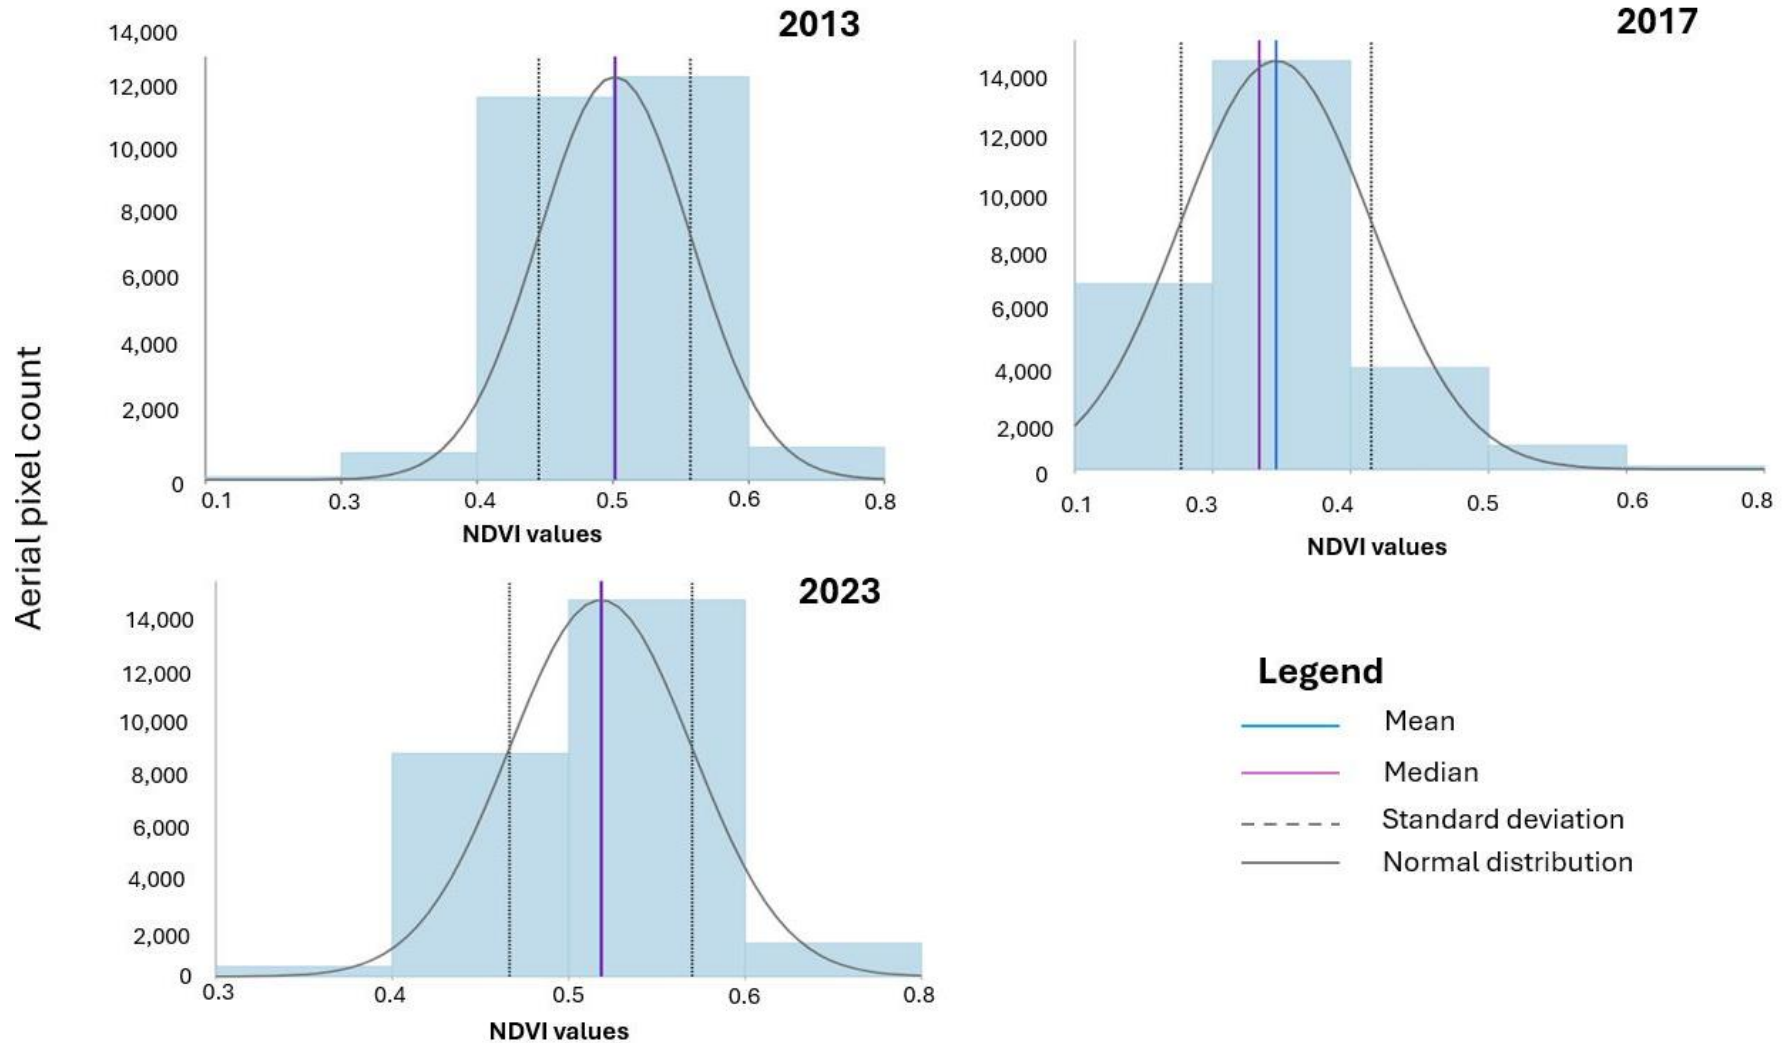 Aerial pixel count
2013
14,000
12,000
10,000
8,000
6,000
4,000
2,000
0
0.1 0.3 0.4 0.5 0.6 0.8
NDVI values
2017
14,000
12,000
10,000
8,000
6,000
4,000
2,000
0
0.1 0.3 0.4 0.5 0.6 0.8
NDVI values
2023
14,000
12,000
10,000
8,000
6,000
4,000
2,000
0
0.3 0.4 0.5 0.6 0.8
NDVI values
Legend
Mean
Median
Standard deviation
Normal distribution